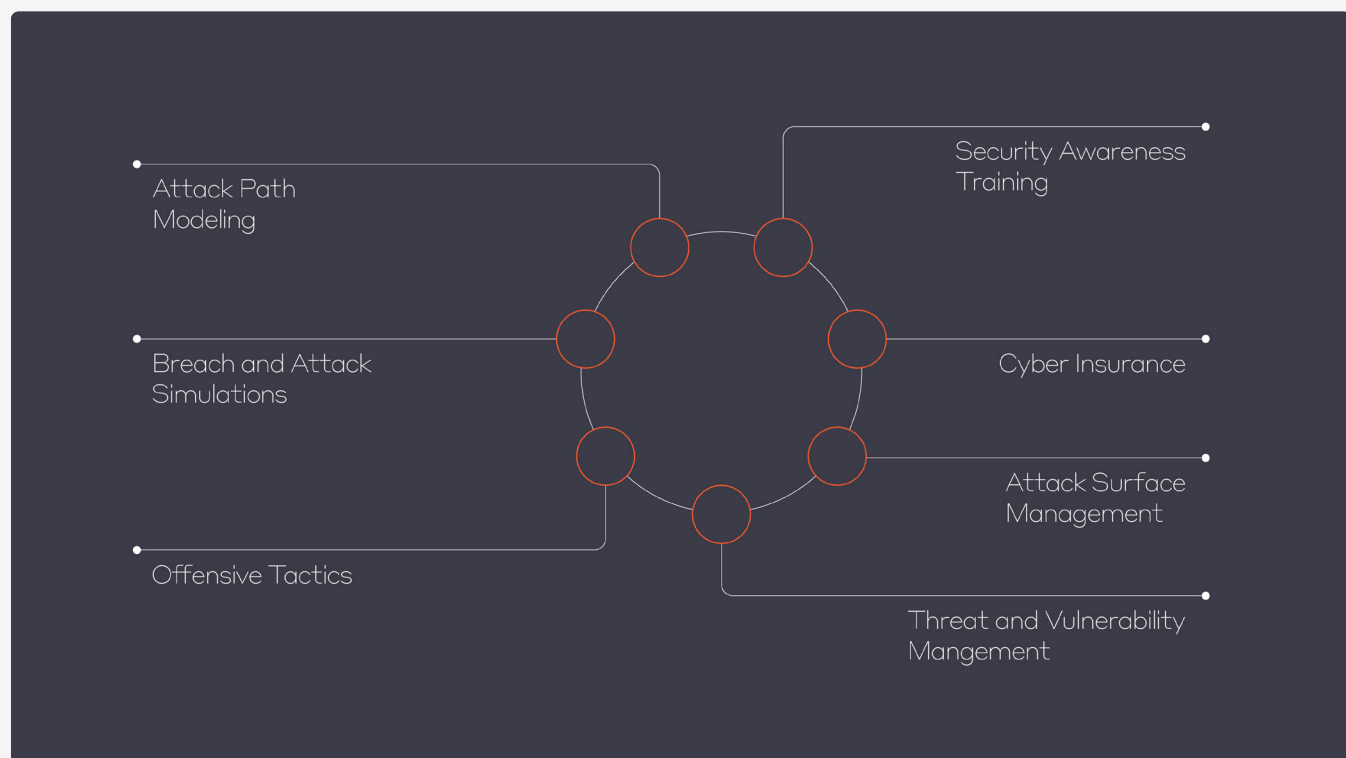 Attack Path
Modeling
Breach and Attack
Simulations
Offensive Tactics
Security Awareness
Training
Cyber Insurance
Attack Surface
Management
Threat and Vulnerability
Mangement